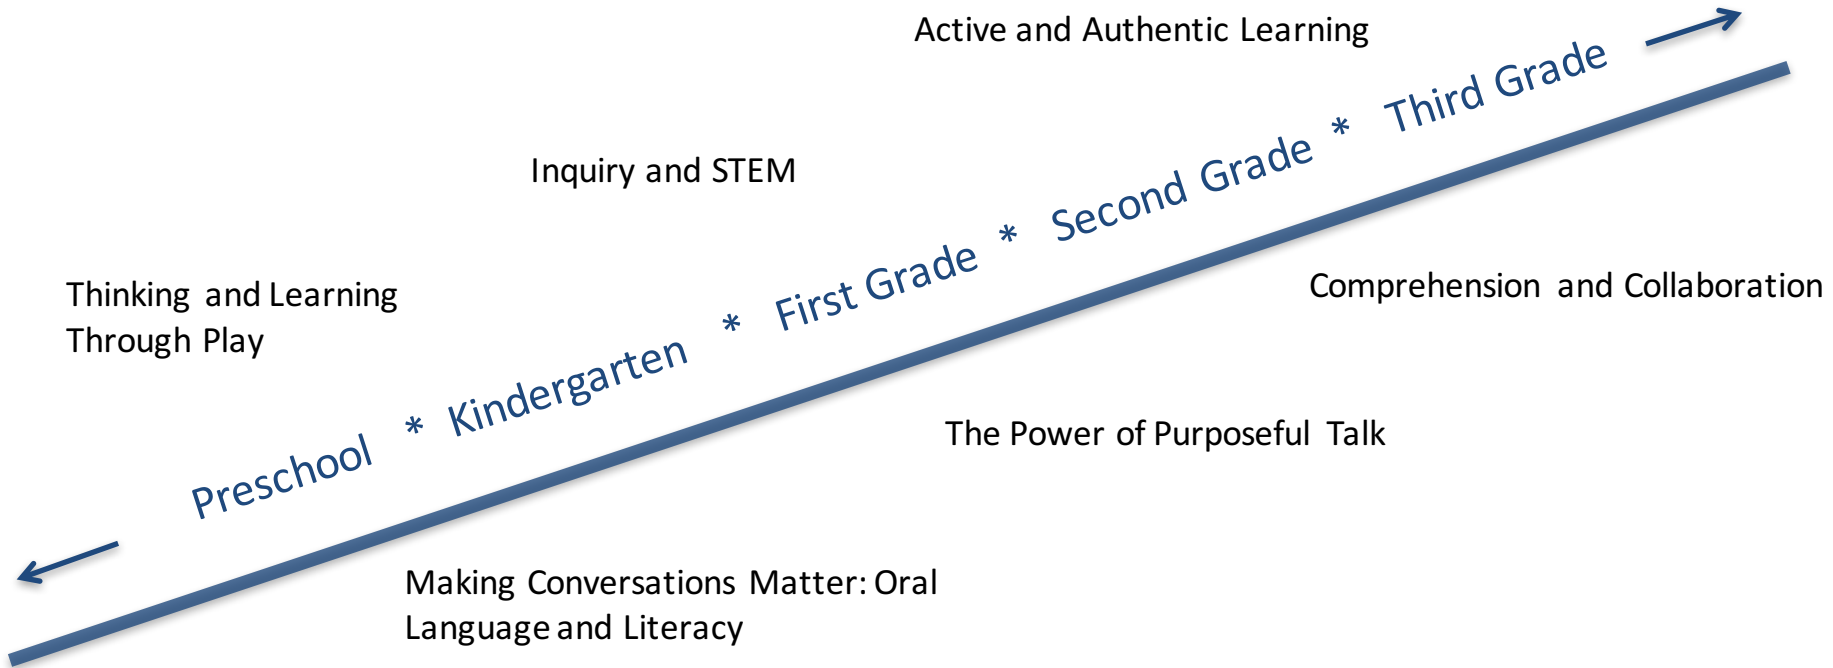 Active and Authentic Learning
Inquiry and STEM
Thinking and Learning
Through Play
Preschool * Kindergarten * First Grade * Second Grade * Third Grade
Comprehension and Collaboration
The Power of Purposeful Talk
Making Conversations Matter: Oral
Language and Literacy